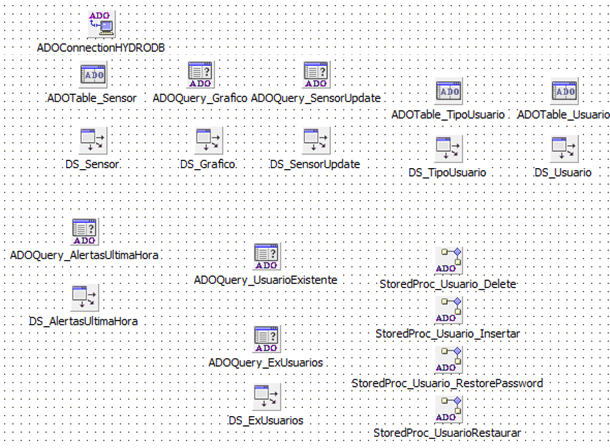 ADO
ADOConnectionHYDRODB
ADO
ADO
ADO
ADOTable_Sensor
ADOQuery_Grafico
ADOQuery_SensorUpdate
ADO
ADO
ADOTable_TipoUsuario
ADOTable_Usuario
DS_Sensor
DS_Grafico
DS_SensorUpdate
DS_TipoUsuario
DS_Usuario
ADO
ADOQuery_AlertasUltimaHora
ADO
ADOQuery_UsuarioExistente
ADO
StoredProc_Usuario_Delete
DS_AlertasUltimaHora
ADO
StoredProc_Usuario_Insertar
ADO
ADOQuery_ExUsuarios
ADO
StoredProc_Usuario_RestorePassword
DS_ExUsuarios
ADO
StoredProc_UsuarioRestaurar